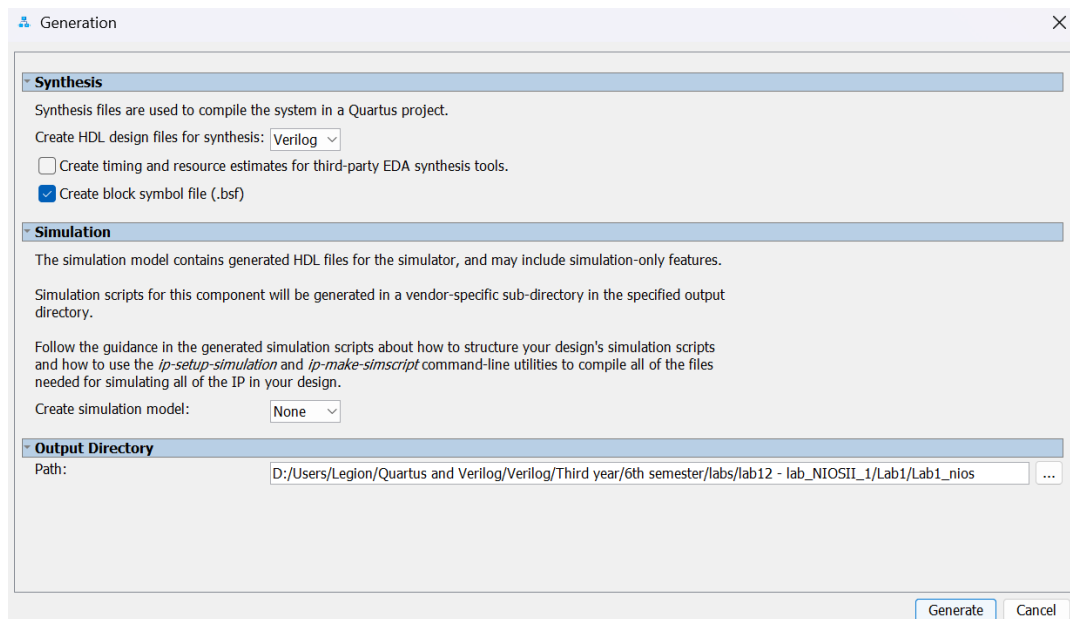 Generation
Synthesis
Synthesis files are used to compile the system in a Quartus project.
Create HDL design files for synthesis: Verilog
Create timing and resource estimates for third-party EDA synthesis tools.
Create block symbol file (.bsf)
Simulation
The simulation model contains generated HDL files for the simulator, and may include simulation-only features.
Simulation scripts for this component will be generated in a vendor-specific sub-directory in the specified output
directory.
Follow the guidance in the generated simulation scripts about how to structure your design's simulation scripts
and how to use the ip-setup-simulation and ip-make-simscript command-line utilities to compile all of the files
needed for simulating all of the IP in your design.
Create simulation model: None
Output Directory
Path: D:/Users/Legion/Quartus and Verilog/Verilog/Third year/6th semester/labs/lab12 - lab_NIOSII_1/Lab1/Lab1_nios ...
Generate Cancel